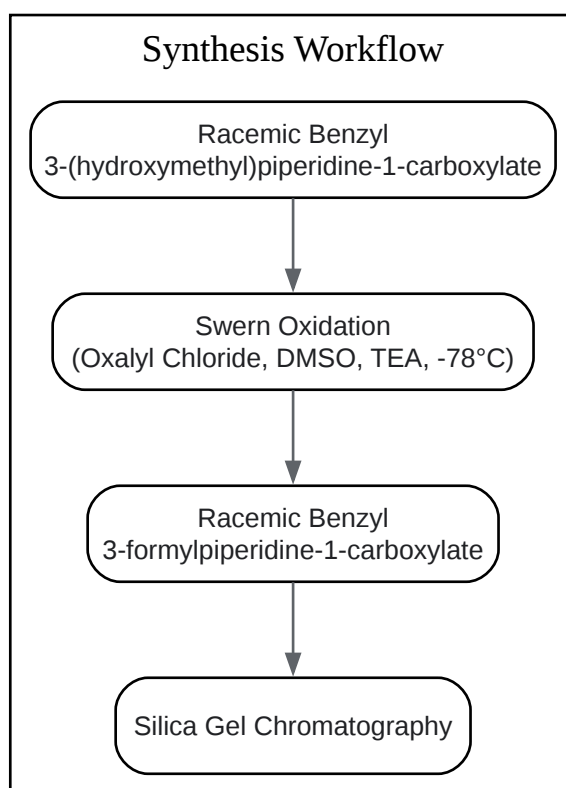 Synthesis Workflow
Racemic Benzyl
3-(hydroxymethyl)piperidine-1-carboxylate
Swern Oxidation
(Oxalyl Chloride, DMSO, TEA, -78°C)
Racemic Benzyl
3-formylpiperidine-1-carboxylate
Silica Gel Chromatography